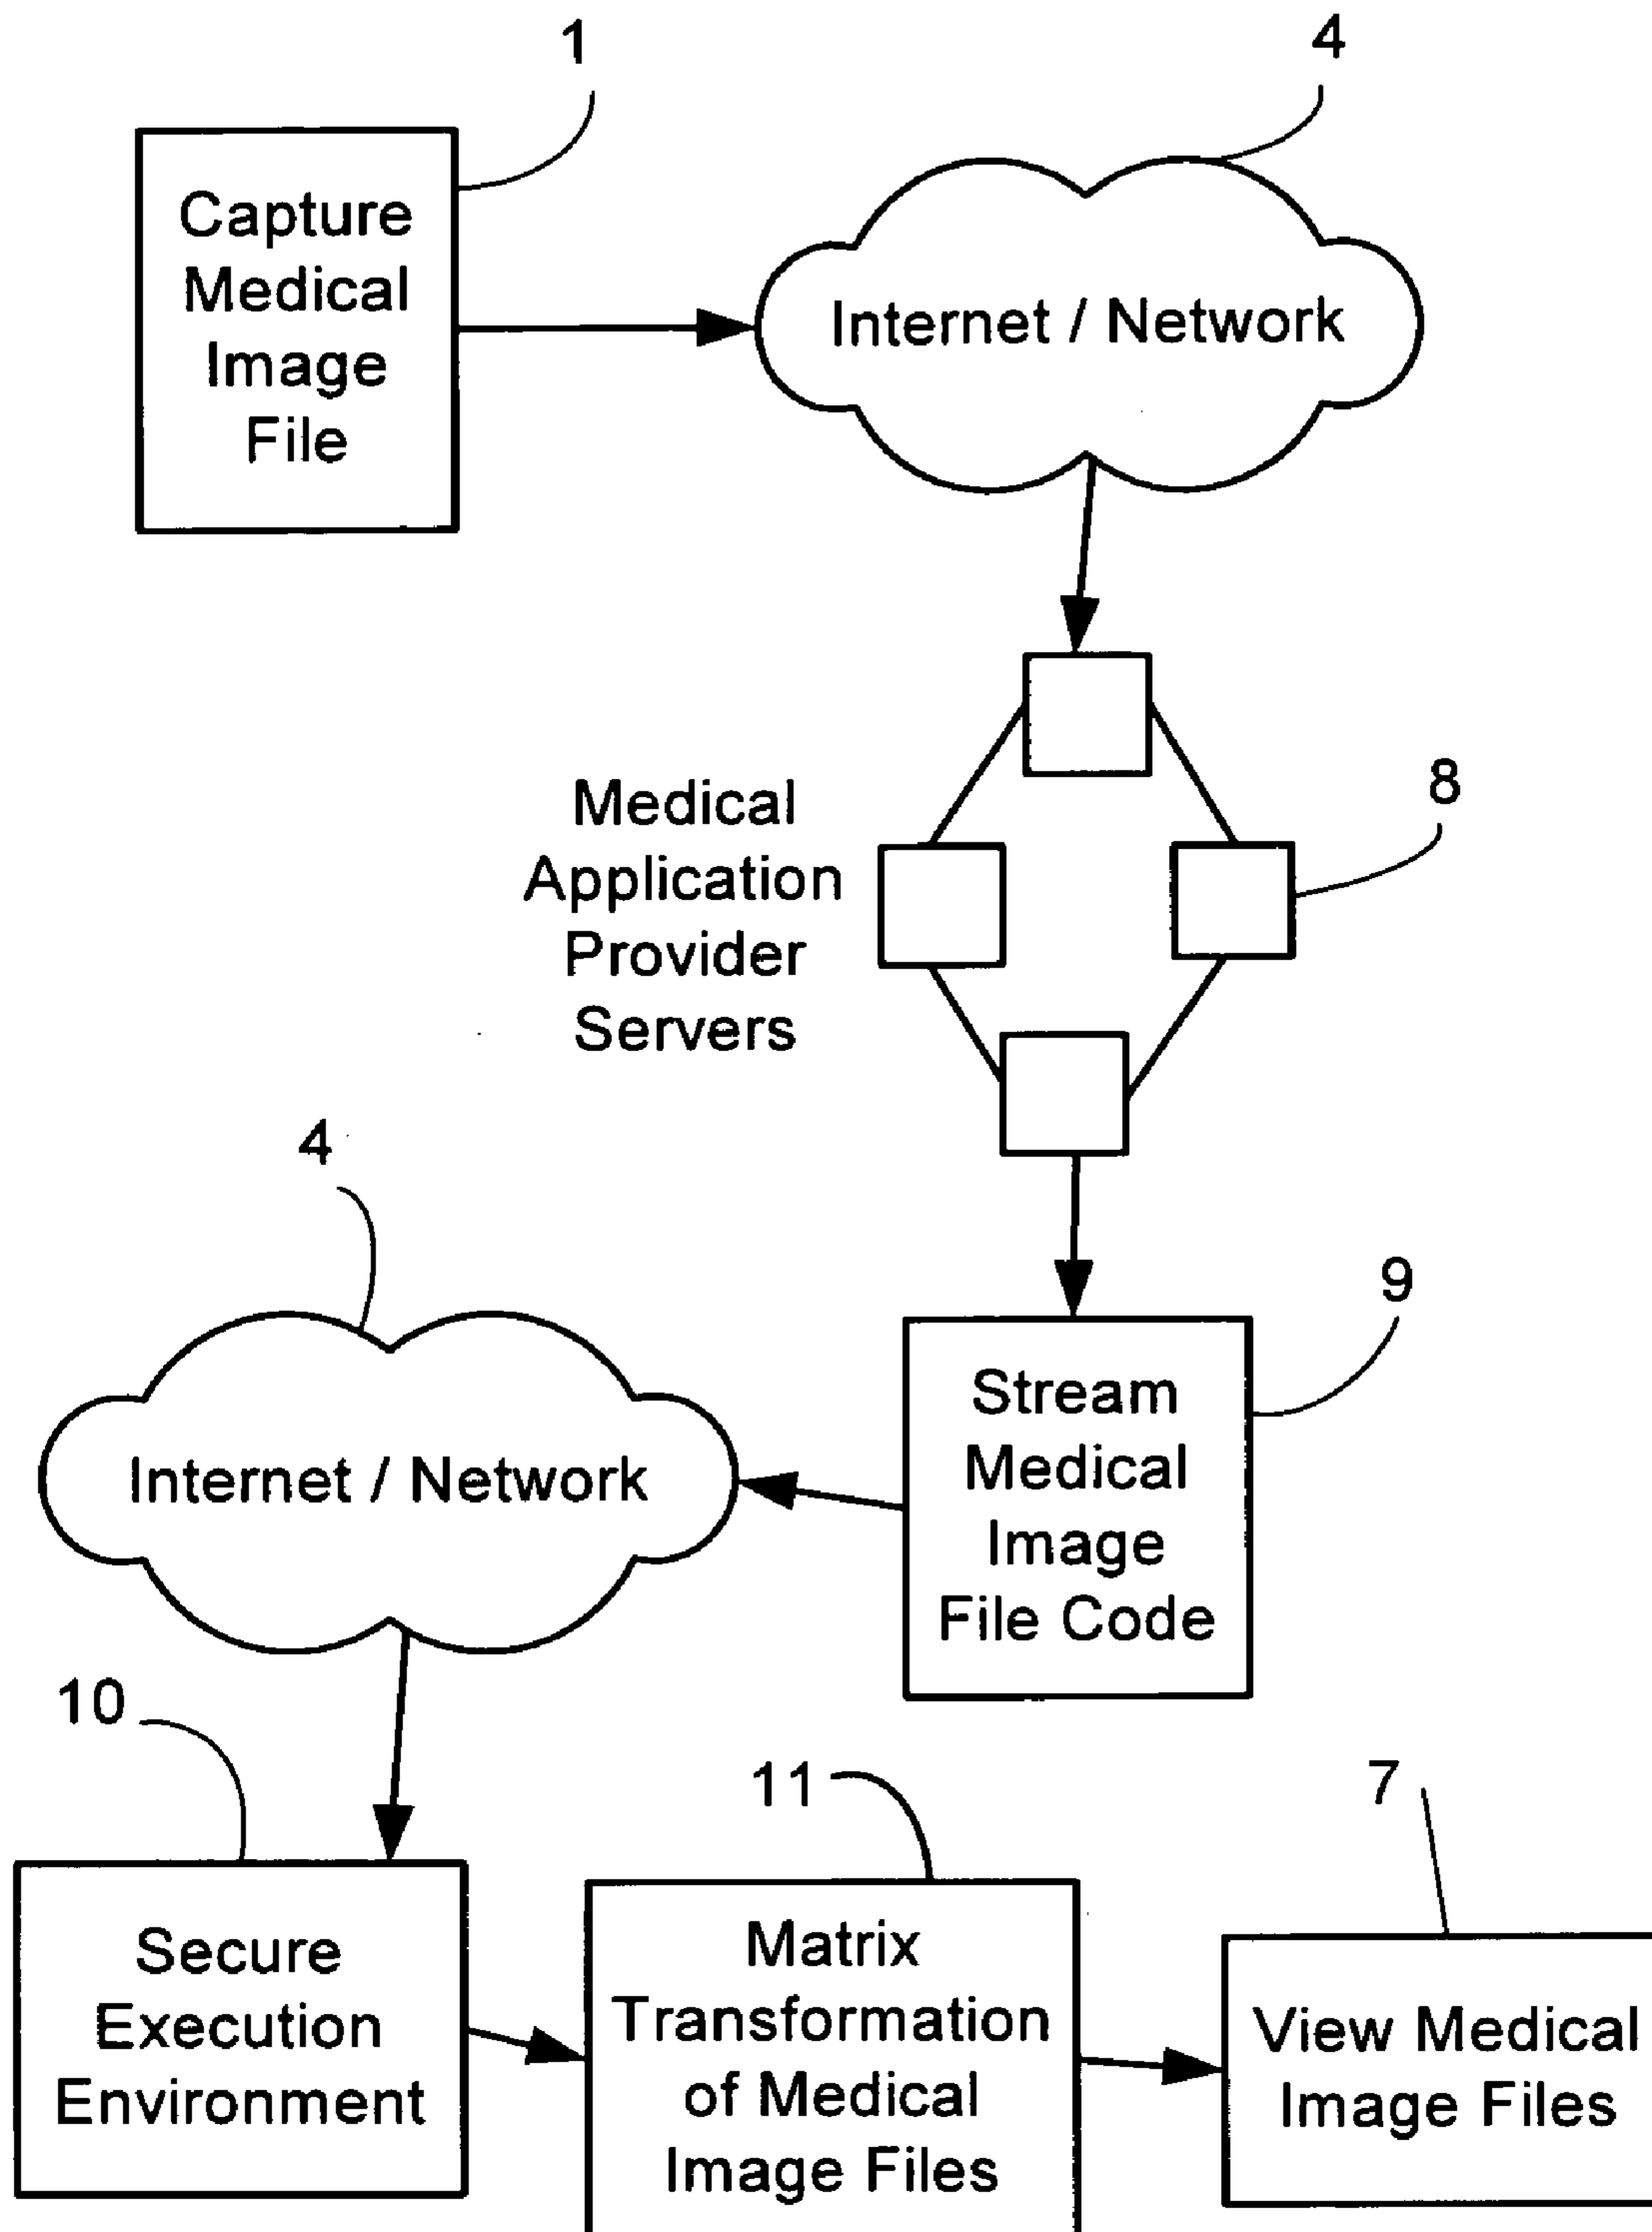 1
4
Capture
Medical
Image
File
Internet / Network
8
Medical
Application
Provider
Servers
4
9
Internet / Network
Stream
Medical
Image
File Code
10
11
7
Secure
Execution
Environment
Matrix
Transformation
of Medical
Image Files
View Medical
Image Files